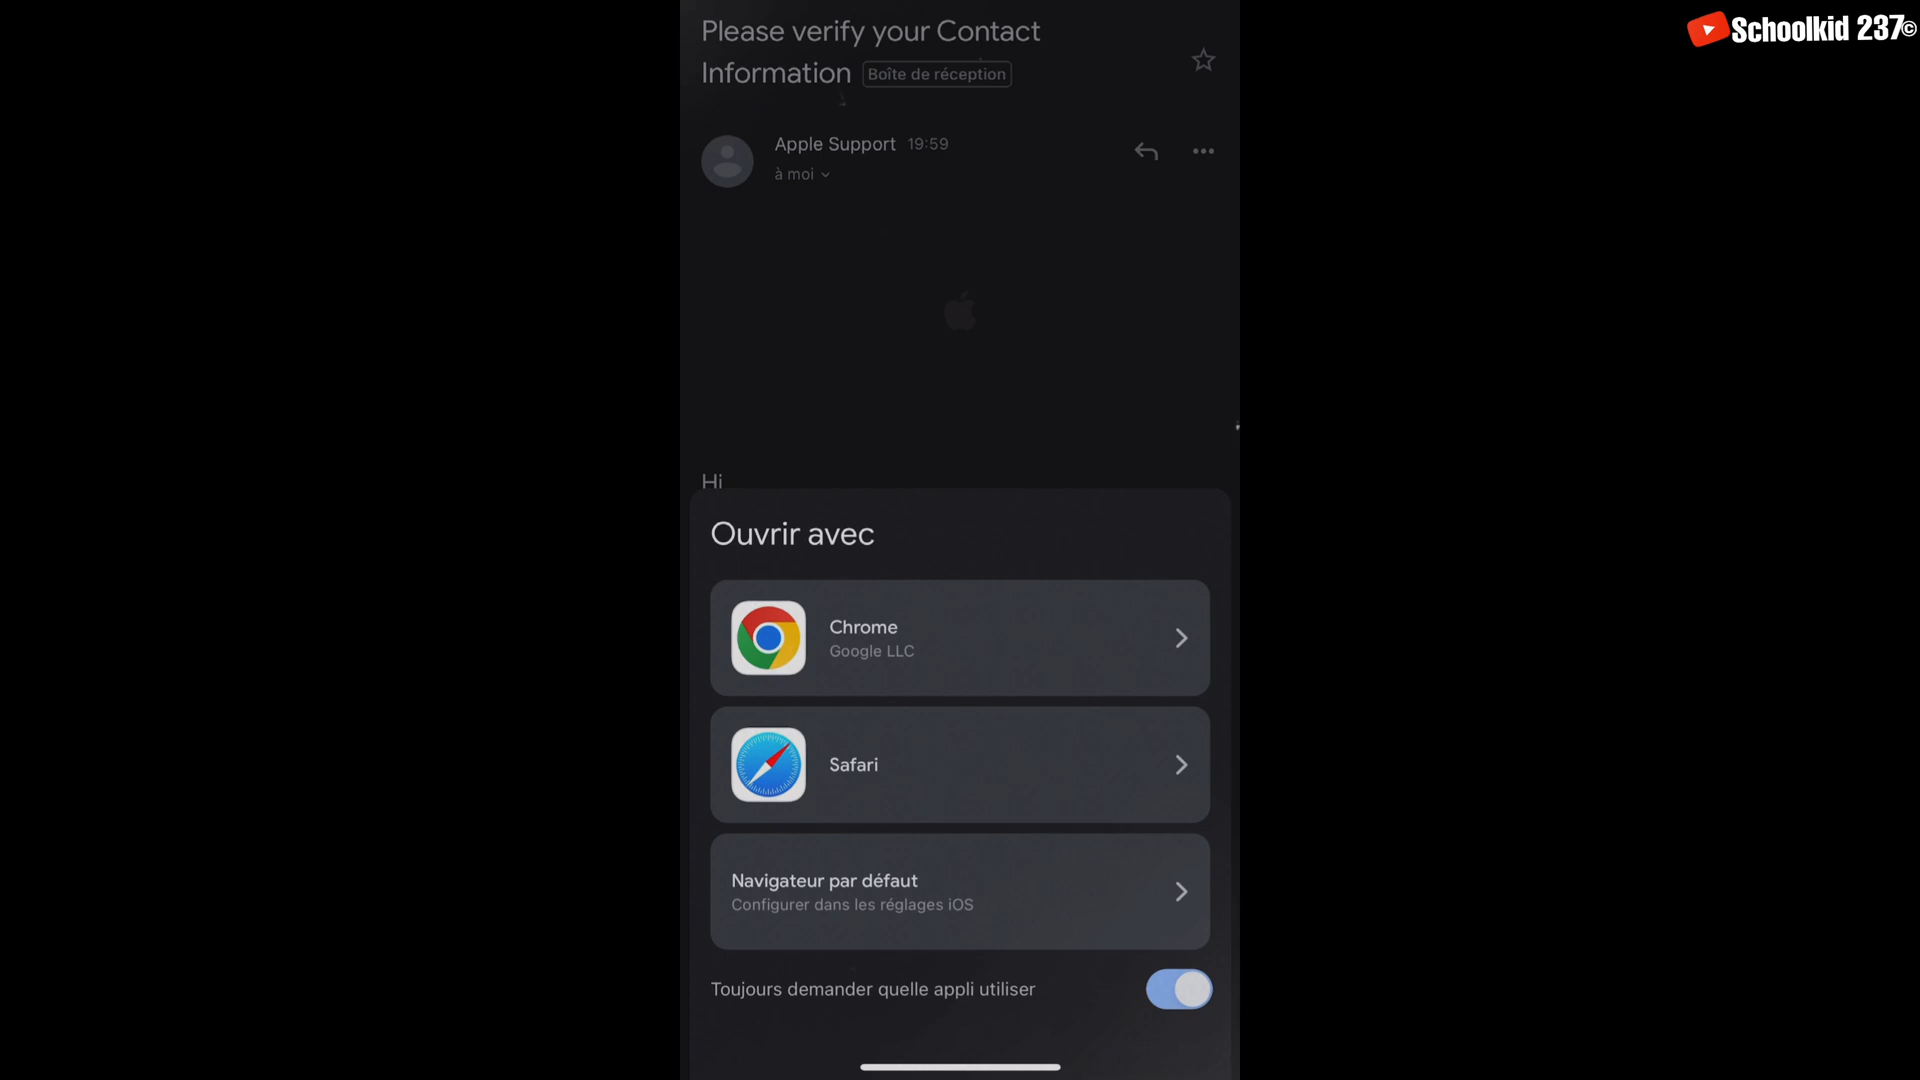 Please verify your Contact
Information Boîte de réception
Schoolkid 237©
Apple Support 19:59
à moi
Hi
Ouvrir avec
Chrome
Google LLC
Safari
Navigateur par défaut
Configurer dans les réglages iOS
Toujours demander quelle appli utiliser